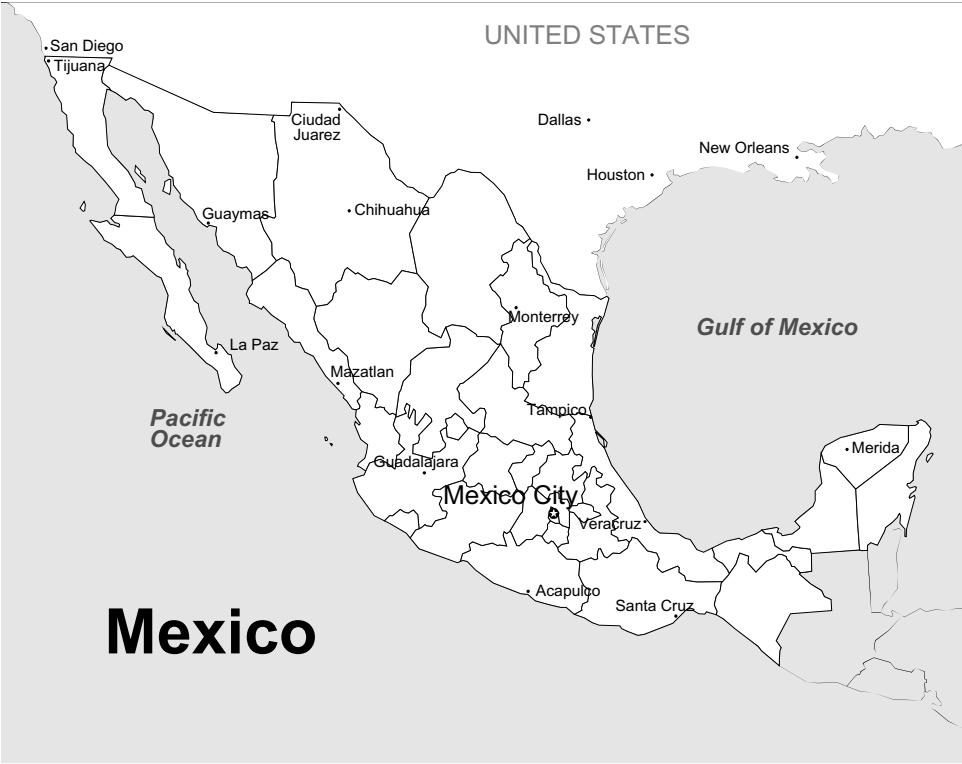 UNITED STATES
San Diego
Tijuana
Ciudad
Juarez
Dallas
New Orleans
Houston
Guaymas
Chihuahua
Monterrey
Gulf of Mexico
La Paz
Mazatlan
Pacific
Ocean
Tampico
Merida
Guadalajara
Mexico City
Veracruz
Acapulco
Santa Cruz
Mexico